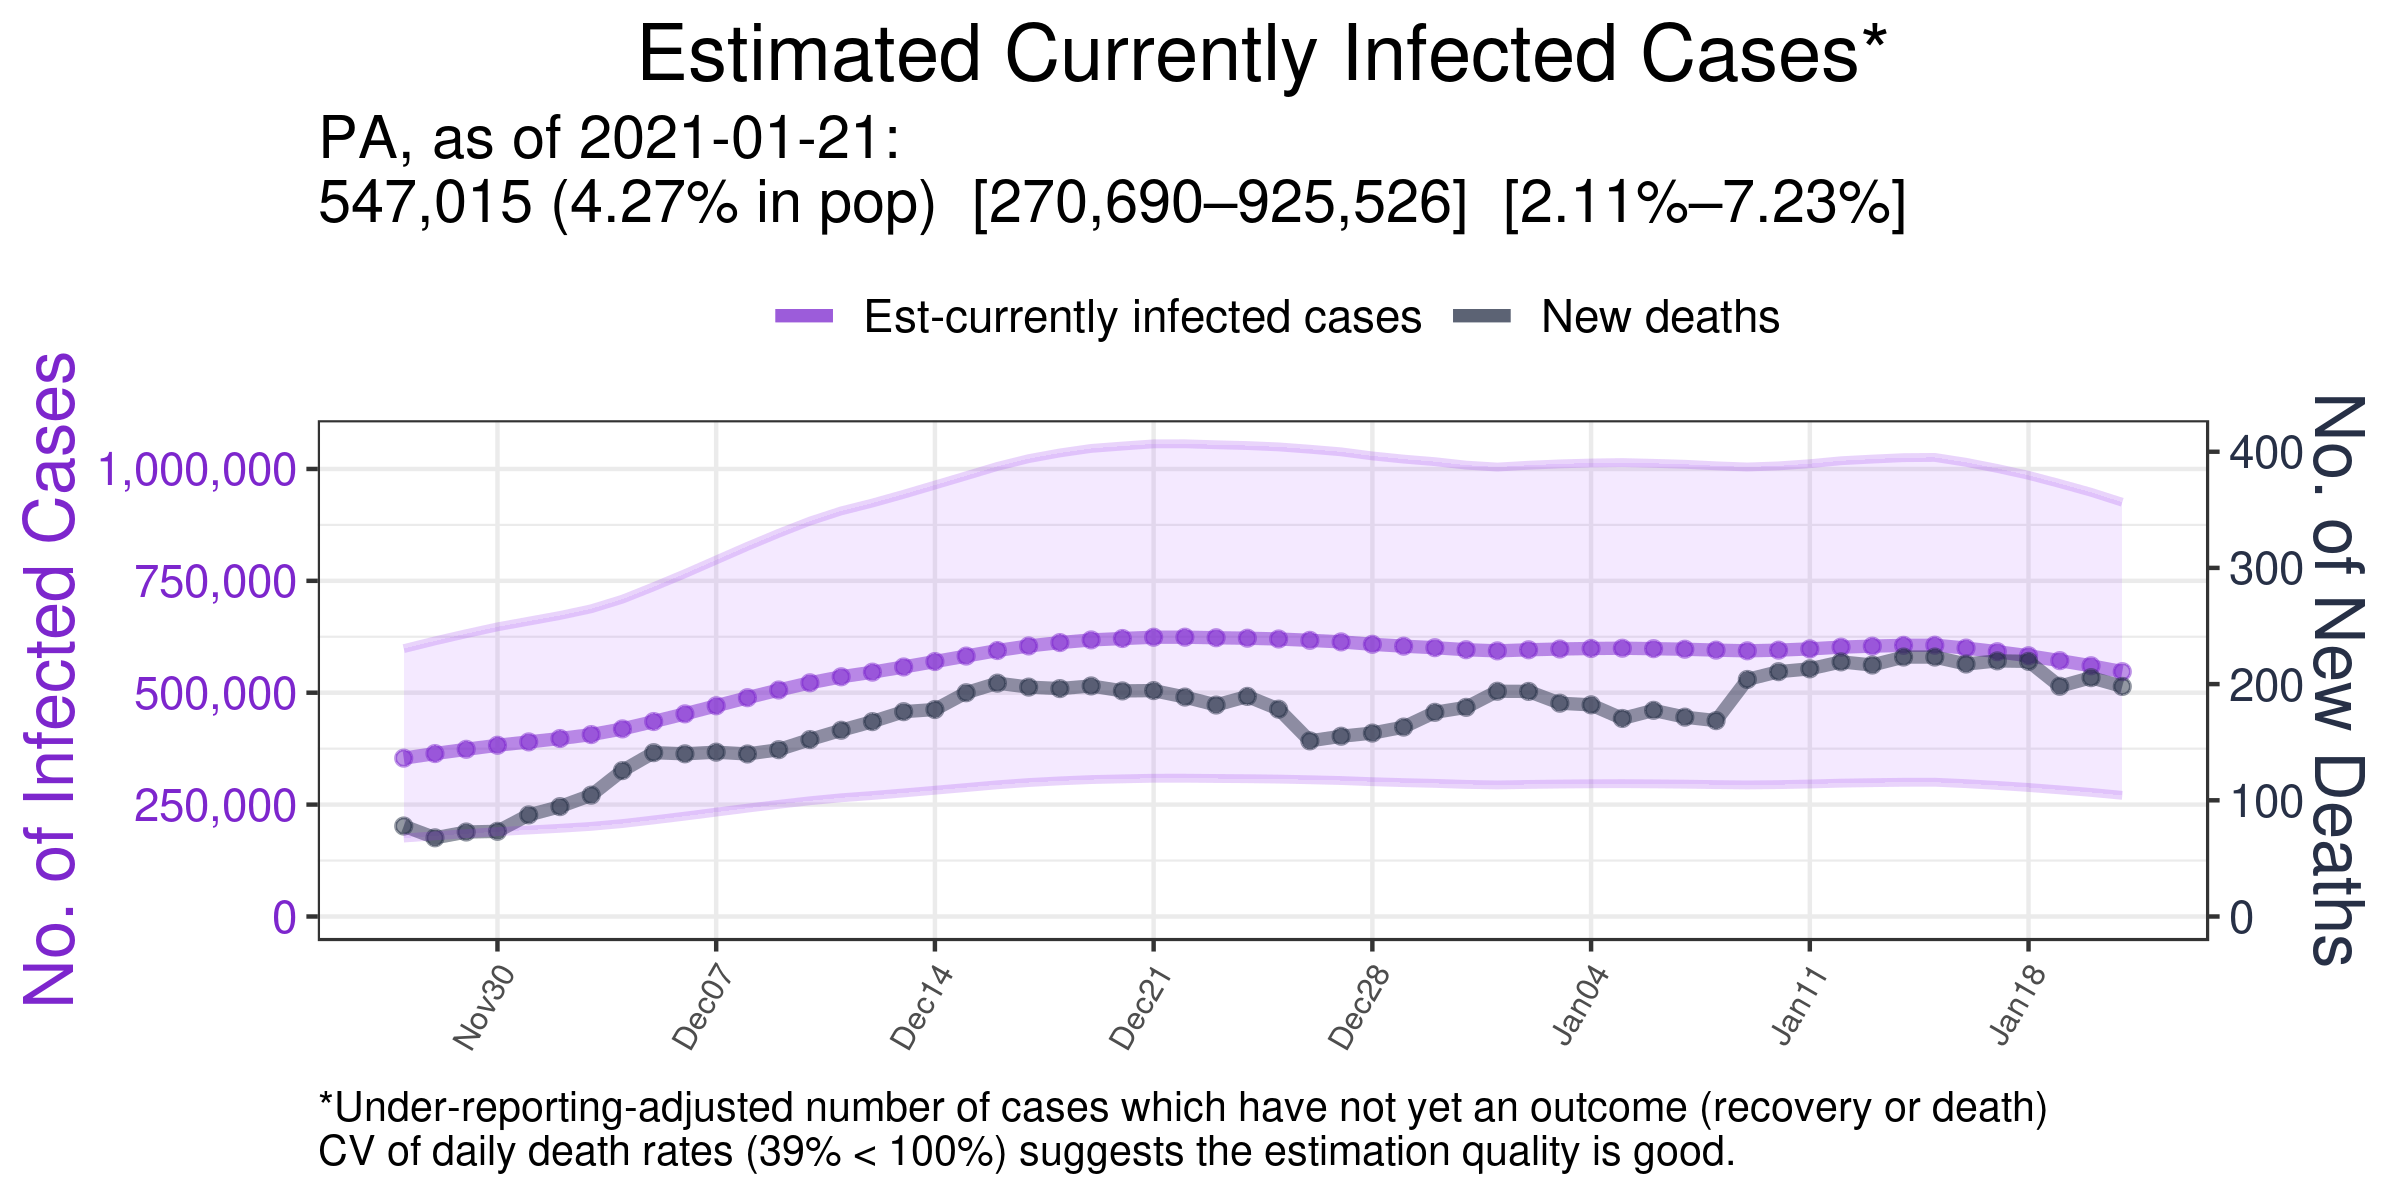 Estimated Currently Infected Cases*
PA, as of 2021-01-21:
547,015 (4.27% in pop)  [270,690–925,526]  [2.11%–7.23%]
Est-currently infected cases
New deaths
No. of Infected Cases
1,000,000
750,000
500,000
250,000
0
400
300
200
100
0
No. of New Deaths
Nov30
Dec07
Dec14
Dec21
Dec28
Jan04
Jan11
Jan18
*Under-reporting-adjusted number of cases which have not yet an outcome (recovery or death)
CV of daily death rates (39% < 100%) suggests the estimation quality is good.